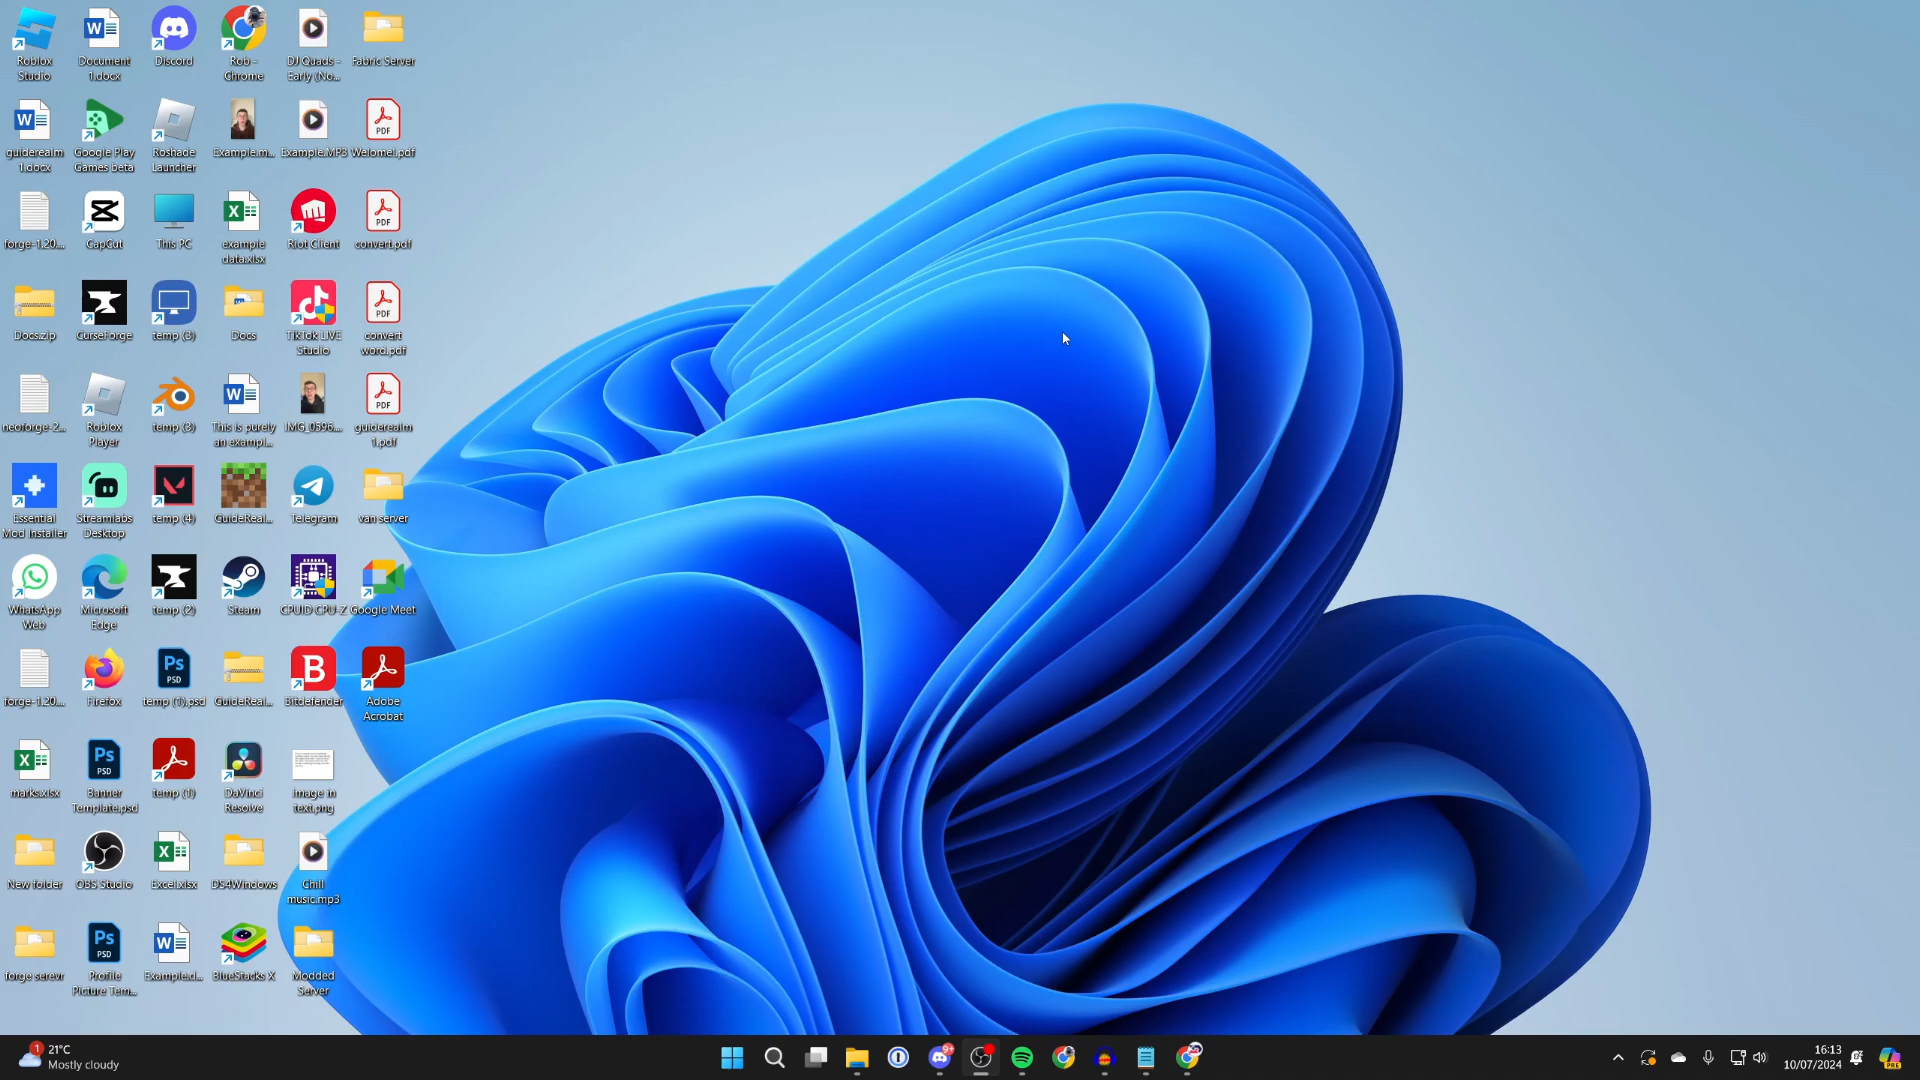 Roblox
Studio
Document
1.docx
Discord
Rob -
Chrome
DJ Quads -
Early (No...
Fabric Server
guiderealm
1.docx
Google Play
Games beta
Roshade
Launcher
Example.m...
Example.MP3
Welome!.pdf
forge-1.20...
CapCut
This PC
example
data.xlsx
Riot Client
convert.pdf
Docs.zip
CurseForge
temp (3)
Docs
TikTok LIVE
Studio
convert
word.pdf
neoforge-2...
Roblox
Player
temp (3)
This is purely
an exampl...
IMG_0596....
guiderealm
1.pdf
Essential
Mod Installer
Streamlabs
Desktop
temp (4)
GuideReal...
Telegram
van server
WhatsApp
Web
Microsoft
Edge
temp (2)
Steam
CPUID CPU-Z
Google Meet
forge-1.20...
Firefox
temp (1).psd
GuideReal...
Bitdefender
Adobe
Acrobat
marks.xlsx
Banner
Template.psd
temp (1)
DaVinci
Resolve
image in
text.png
New folder
OBS Studio
Excel.xlsx
DS4Windows
Chill
music.mp3
forge serevr
Profile
Picture Tem...
Example.d...
BlueStacks X
Modded
Server
1
21°C
Mostly cloudy
9+
16:13
10/07/2024
PRE